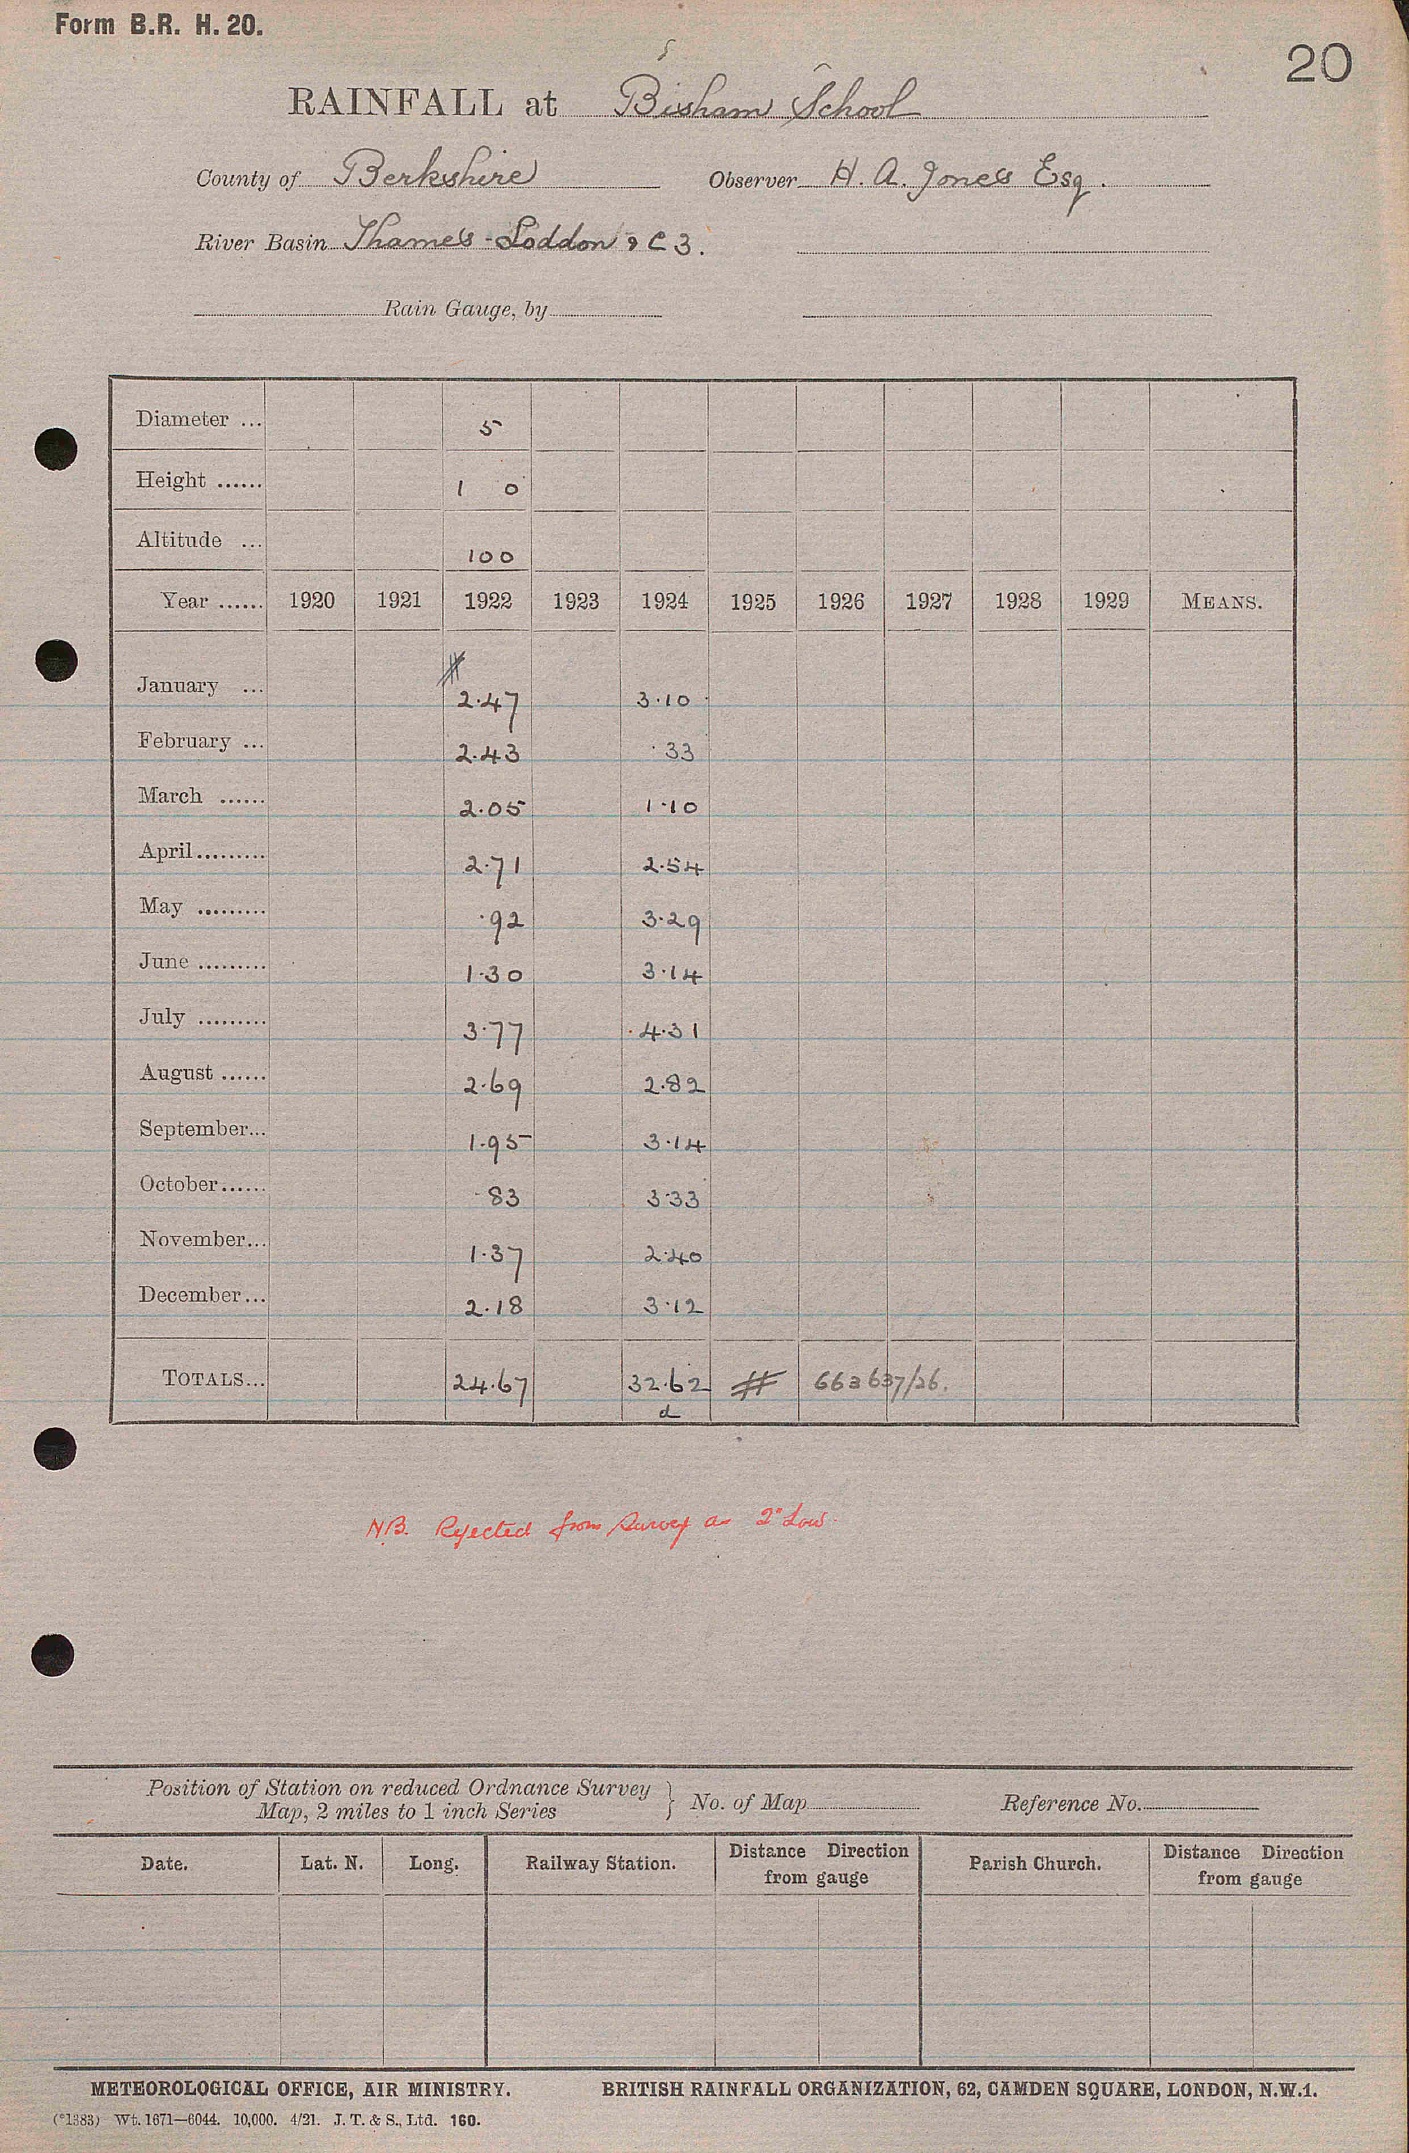 Form B.R. H. 20.
20
RAINFALL at Bisham School
County of Berkshire Observer H. A. Jones Esq.
River Basin Thames - Loddon & C 3.
Rain Gauge, by
Diameter ... 5
Height ...... 1 0
Altitude ... 100
Year ...... 1920 1921 1922 1923 1924 1925 1926 1927 1928 1929 MEANS.
January ... # 2.47 3.10
February ... 2.43 .33
March ...... 2.05 1.10
April ......... 2.71 2.54
May ......... .92 3.29
June ......... 1.30 3.14
July ......... 3.77 4.31
August ...... 2.69 2.82
September... 1.95 3.14
October...... .83 3.33
November... 1.37 2.40
December... 2.18 3.12
TOTALS... 24.67 32.62 # 663637/26.
d
N.B. Rejected from Survey as 2" Low
Position of Station on reduced Ordnance Survey
Map, 2 miles to 1 inch Series } No. of Map Reference No.
Date. Lat. N. Long. Railway Station. Distance Direction from gauge Parish Church. Distance Direction from gauge
METEOROLOGICAL OFFICE, AIR MINISTRY. BRITISH RAINFALL ORGANIZATION, 62, CAMDEN SQUARE, LONDON, N.W.1.
(*1383) Wt. 1671—6044. 10,000. 4/21. J. T. & S., Ltd. 160.